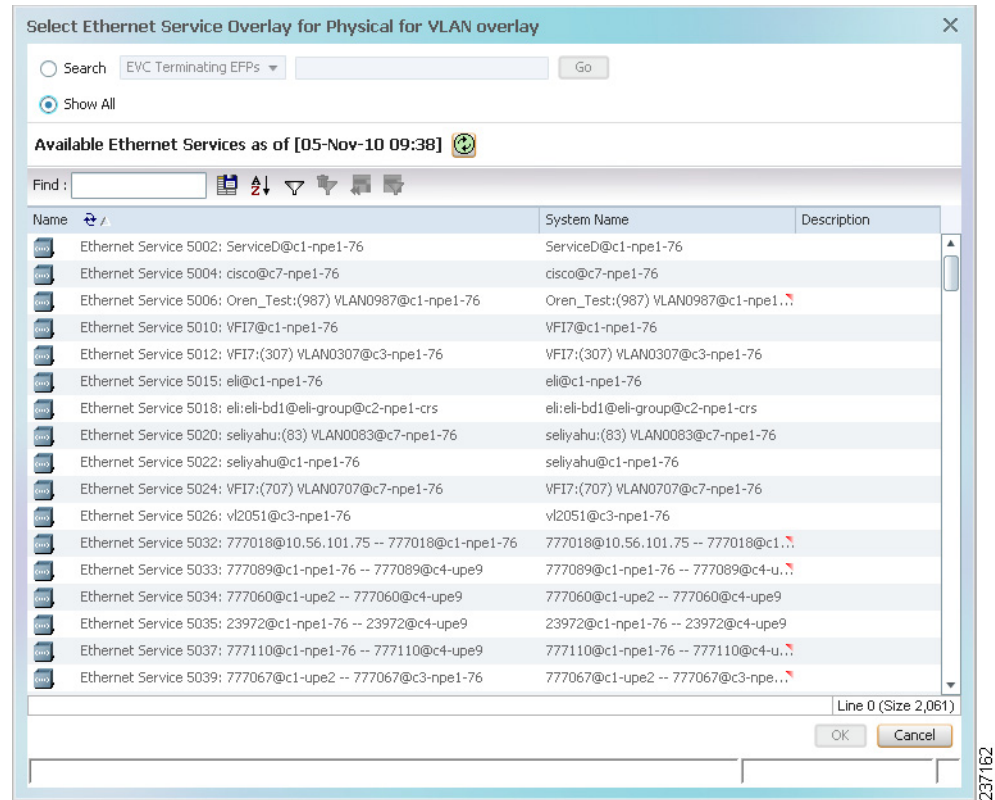 Select Ethernet Service Overlay for Physical for VLAN overlay
Search EVC Terminating EFPs Go
Show All
Available Ethernet Services as of [05-Nov-10 09:38]
Find :
Name System Name Description
Ethernet Service 5002: ServiceD@c1-npe1-76 ServiceD@c1-npe1-76
Ethernet Service 5004: cisco@c7-npe1-76 cisco@c7-npe1-76
Ethernet Service 5006: Oren_Test:(987) VLAN0987@c1-npe1-76 Oren_Test:(987) VLAN0987@c1-npe1...
Ethernet Service 5010: VFI7@c1-npe1-76 VFI7@c1-npe1-76
Ethernet Service 5012: VFI7:(307) VLAN0307@c3-npe1-76 VFI7:(307) VLAN0307@c3-npe1-76
Ethernet Service 5015: eli@c1-npe1-76 eli@c1-npe1-76
Ethernet Service 5018: eli:eli-bd1@eli-group@c2-npe1-crs eli:eli-bd1@eli-group@c2-npe1-crs
Ethernet Service 5020: seliyahu:(83) VLAN0083@c7-npe1-76 seliyahu:(83) VLAN0083@c7-npe1-76
Ethernet Service 5022: seliyahu@c1-npe1-76 seliyahu@c1-npe1-76
Ethernet Service 5024: VFI7:(707) VLAN0707@c7-npe1-76 VFI7:(707) VLAN0707@c7-npe1-76
Ethernet Service 5026: vl2051@c3-npe1-76 vl2051@c3-npe1-76
Ethernet Service 5032: 777018@10.56.101.75 -- 777018@c1-npe1-76 777018@10.56.101.75 -- 777018@c1...
Ethernet Service 5033: 777089@c1-npe1-76 -- 777089@c4-upe9 777089@c1-npe1-76 -- 777089@c4-u...
Ethernet Service 5034: 777060@c1-upe2 -- 777060@c4-upe9 777060@c1-upe2 -- 777060@c4-upe9
Ethernet Service 5035: 23972@c1-npe1-76 -- 23972@c4-upe9 23972@c1-npe1-76 -- 23972@c4-upe9
Ethernet Service 5037: 777110@c1-npe1-76 -- 777110@c4-upe9 777110@c1-npe1-76 -- 777110@c4-u...
Ethernet Service 5039: 777067@c1-upe2 -- 777067@c3-npe1-76 777067@c1-upe2 -- 777067@c3-npe...
Line 0 (Size 2,061)
OK Cancel
237162